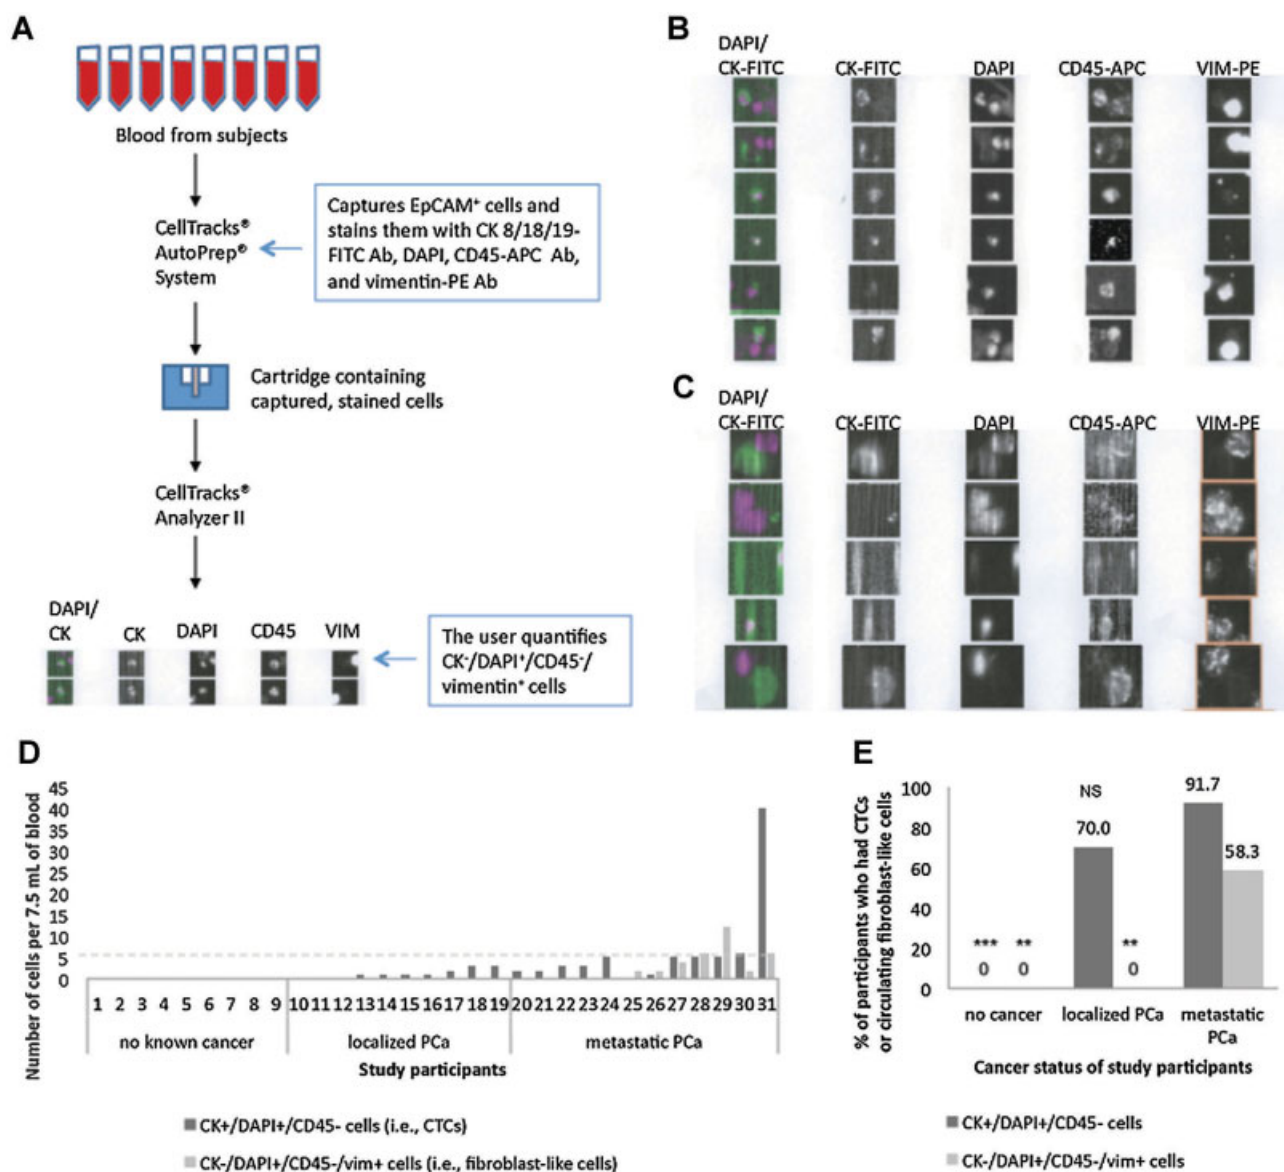 A
Blood from subjects
CellTracks®
AutoPrep®
System
Captures EpCAM⁺ cells and
stains them with CK 8/18/19-
FITC Ab, DAPI, CD45-APC Ab,
and vimentin-PE Ab
Cartridge containing
captured, stained cells
CellTracks®
Analyzer II
DAPI/
CK CK DAPI CD45 VIM
The user quantifies
CK⁻/DAPI⁺/CD45⁻/
vimentin⁺ cells
B
DAPI/
CK-FITC CK-FITC DAPI CD45-APC VIM-PE
C
DAPI/
CK-FITC CK-FITC DAPI CD45-APC VIM-PE
D
Number of cells per 7.5 mL of blood
45
40
35
30
25
20
15
10
5
0
1 2 3 4 5 6 7 8 9 10 11 12 13 14 15 16 17 18 19 20 21 22 23 24 25 26 27 28 29 30 31
no known cancer localized PCa metastatic PCa
Study participants
CK+/DAPI+/CD45- cells (i.e., CTCs)
CK-/DAPI+/CD45-/vim+ cells (i.e., fibroblast-like cells)
E
% of participants who had CTCs
or circulating fibroblast-like cells
100
80
60
40
20
0
*** **
0 0
NS
70.0
**
0
91.7
58.3
no cancer localized PCa metastatic
PCa
Cancer status of study participants
CK+/DAPI+/CD45- cells
CK-/DAPI+/CD45-/vim+ cells